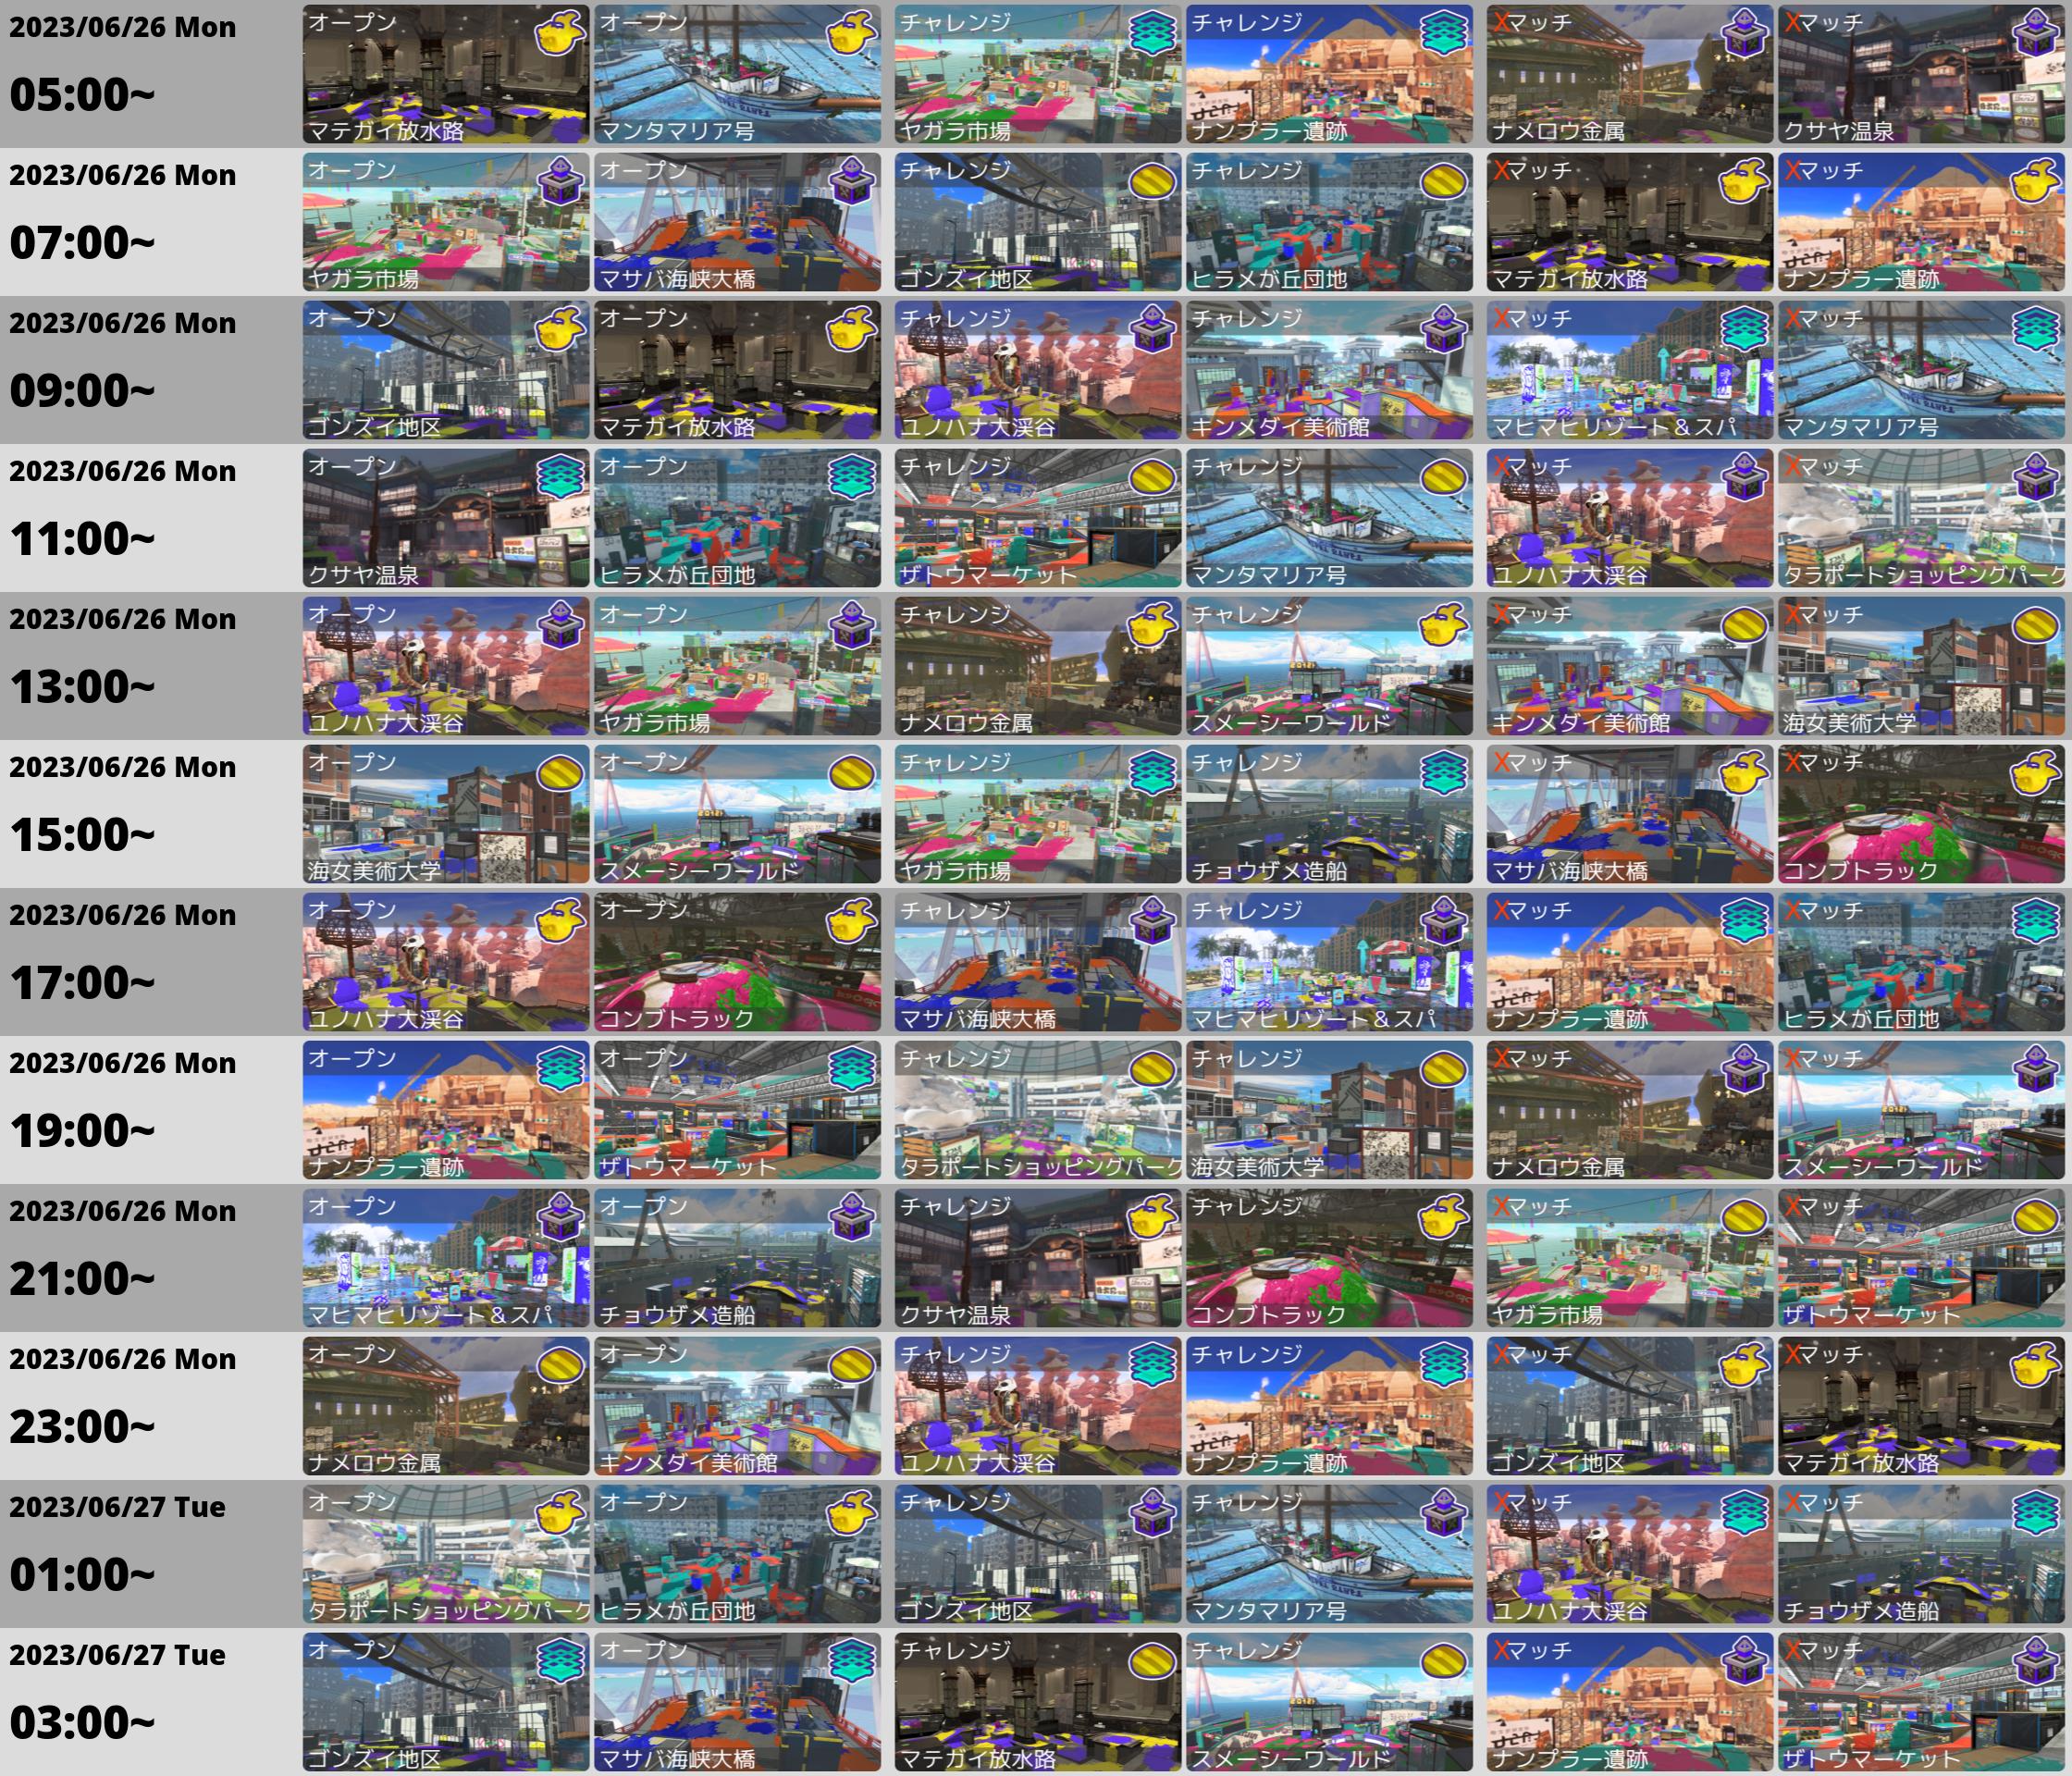 2023/06/26 Mon
05:00~
オープン オープン チャレンジ チャレンジ Xマッチ Xマッチ
マテガイ放水路 マンタマリア号 ヤガラ市場 ナンプラー遺跡 ナメロウ金属 クサヤ温泉
2023/06/26 Mon
07:00~
オープン オープン チャレンジ チャレンジ Xマッチ Xマッチ
ヤガラ市場 マサバ海峡大橋 ゴンズイ地区 ヒラメが丘団地 マテガイ放水路 ナンプラー遺跡
2023/06/26 Mon
09:00~
オープン オープン チャレンジ チャレンジ Xマッチ Xマッチ
ゴンズイ地区 マテガイ放水路 ユノハナ大渓谷 キンメダイ美術館 マヒマヒリゾート＆スパ マンタマリア号
2023/06/26 Mon
11:00~
オープン オープン チャレンジ チャレンジ Xマッチ Xマッチ
クサヤ温泉 ヒラメが丘団地 ザトウマーケット マンタマリア号 ユノハナ大渓谷 タラポートショッピングパーク
2023/06/26 Mon
13:00~
オープン オープン チャレンジ チャレンジ Xマッチ Xマッチ
ユノハナ大渓谷 ヤガラ市場 ナメロウ金属 スメーシーワールド キンメダイ美術館 海女美術大学
2023/06/26 Mon
15:00~
オープン オープン チャレンジ チャレンジ Xマッチ Xマッチ
海女美術大学 スメーシーワールド ヤガラ市場 チョウザメ造船 マサバ海峡大橋 コンブトラック
2023/06/26 Mon
17:00~
オープン オープン チャレンジ チャレンジ Xマッチ Xマッチ
ユノハナ大渓谷 コンブトラック マサバ海峡大橋 マヒマヒリゾート＆スパ ナンプラー遺跡 ヒラメが丘団地
2023/06/26 Mon
19:00~
オープン オープン チャレンジ チャレンジ Xマッチ Xマッチ
ナンプラー遺跡 ザトウマーケット タラポートショッピングパーク 海女美術大学 ナメロウ金属 スメーシーワールド
2023/06/26 Mon
21:00~
オープン オープン チャレンジ チャレンジ Xマッチ Xマッチ
マヒマヒリゾート＆スパ チョウザメ造船 クサヤ温泉 コンブトラック ヤガラ市場 ザトウマーケット
2023/06/26 Mon
23:00~
オープン オープン チャレンジ チャレンジ Xマッチ Xマッチ
ナメロウ金属 キンメダイ美術館 ユノハナ大渓谷 ナンプラー遺跡 ゴンズイ地区 マテガイ放水路
2023/06/27 Tue
01:00~
オープン オープン チャレンジ チャレンジ Xマッチ Xマッチ
タラポートショッピングパーク ヒラメが丘団地 ゴンズイ地区 マンタマリア号 ユノハナ大渓谷 チョウザメ造船
2023/06/27 Tue
03:00~
オープン オープン チャレンジ チャレンジ Xマッチ Xマッチ
ゴンズイ地区 マサバ海峡大橋 マテガイ放水路 スメーシーワールド ナンプラー遺跡 ザトウマーケット